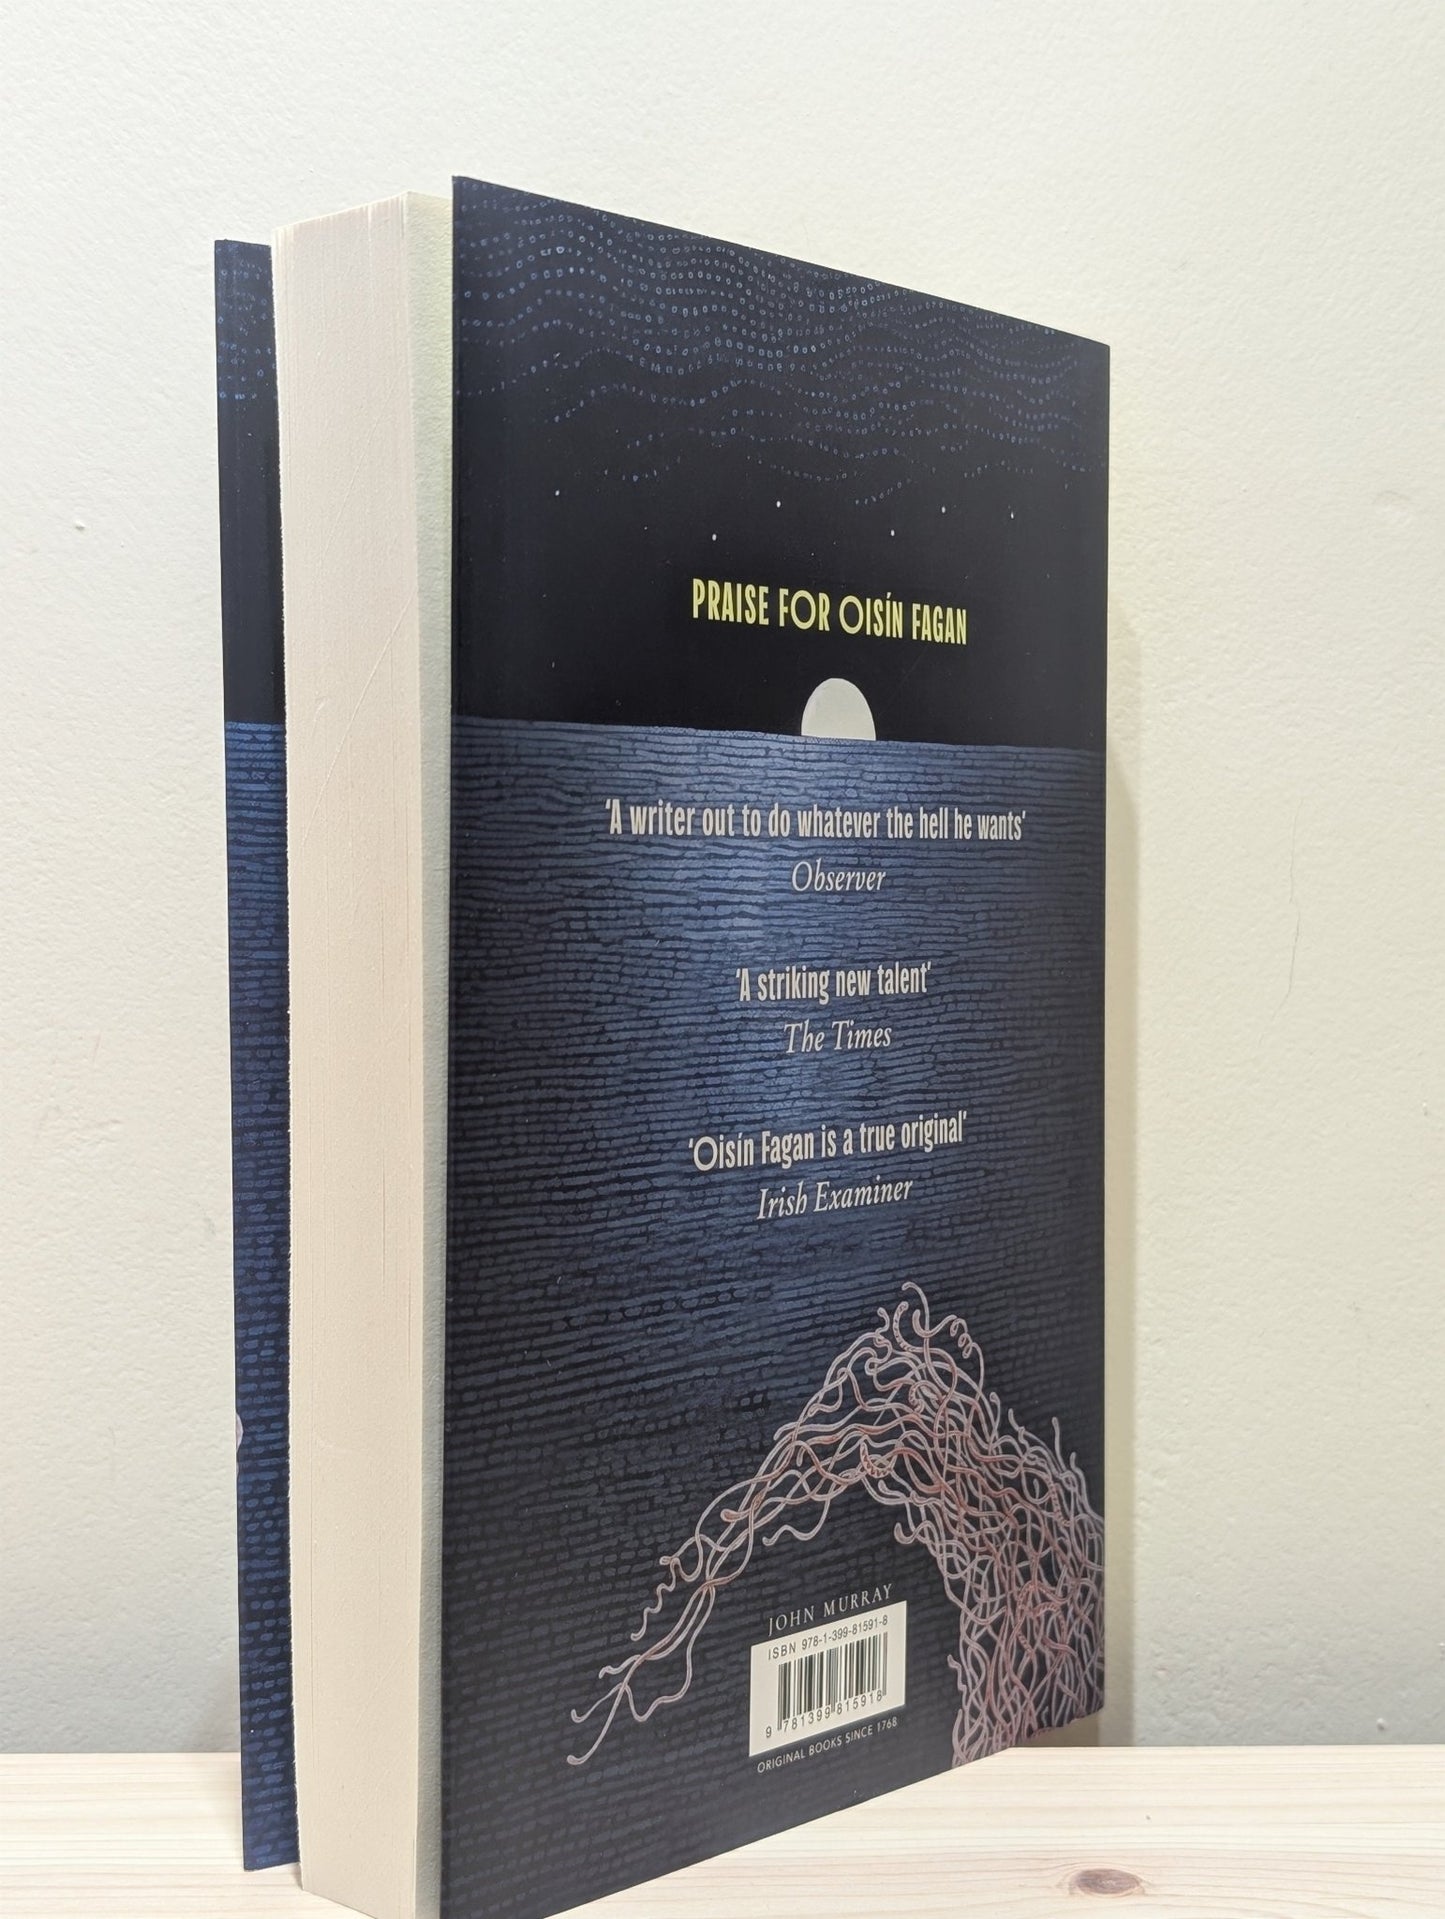 PRAISE FOR OISÍN FAGAN
‘A writer out to do whatever the hell he wants’
Observer
‘A striking new talent’
The Times
‘Oisín Fagan is a true original’
Irish Examiner
JOHN MURRAY
ISBN 978-1-399-81591-8
9 781399 815918
ORIGINAL BOOKS SINCE 1768